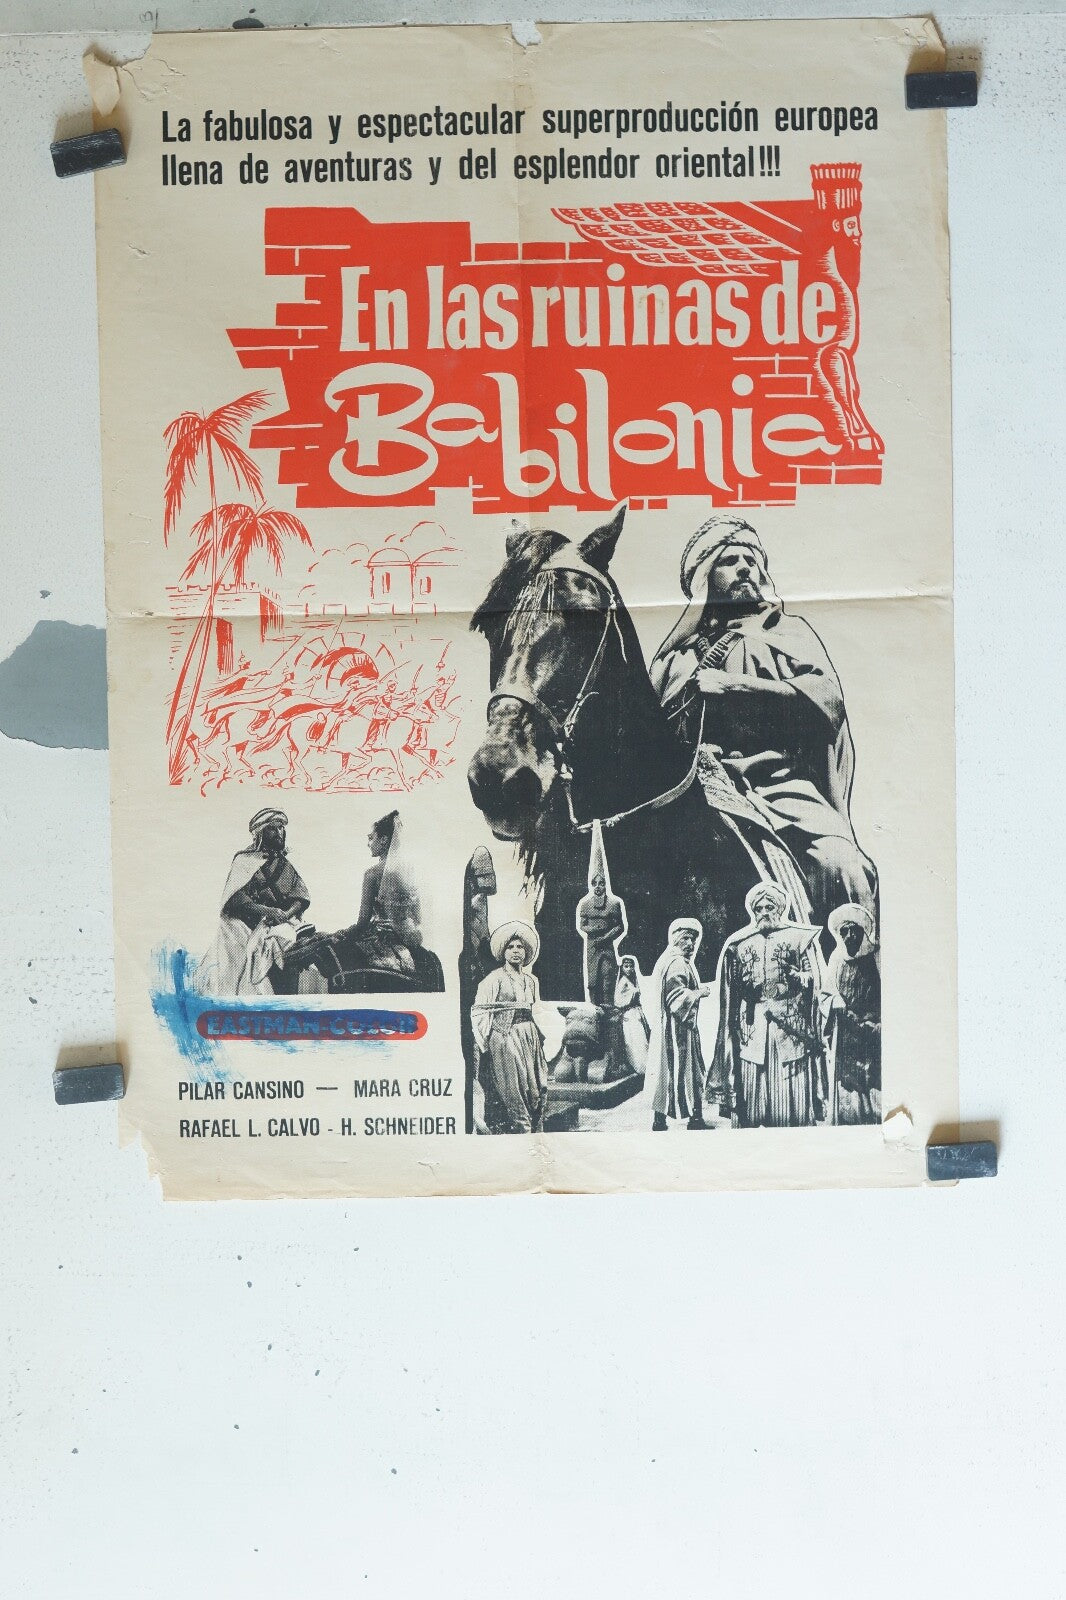 La fabulosa y espectacular superproducción europea
llena de aventuras y del esplendor oriental!!!
En las ruinas de
Babilonia
EASTMAN-COLOR
PILAR CANSINO — MARA CRUZ
RAFAEL L. CALVO - H. SCHNEIDER